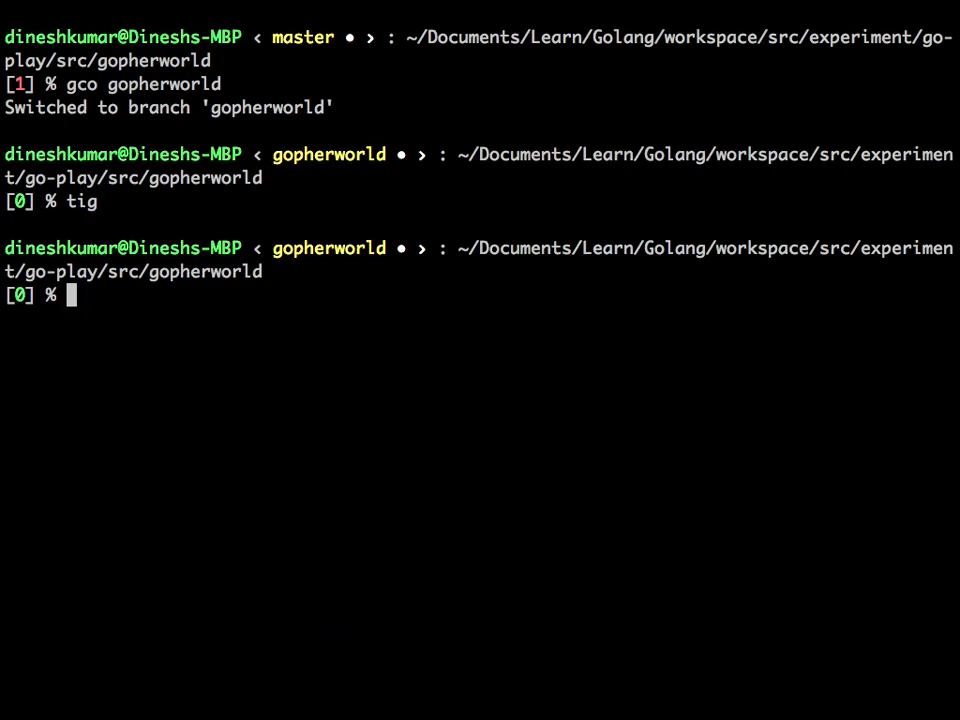 dineshkumar@Dineshs-MBP ‹ master ● › : ~/Documents/Learn/Golang/workspace/src/experiment/go-
play/src/gopherworld
[1] % gco gopherworld
Switched to branch 'gopherworld'
dineshkumar@Dineshs-MBP ‹ gopherworld ● › : ~/Documents/Learn/Golang/workspace/src/experimen
t/go-play/src/gopherworld
[0] % tig
dineshkumar@Dineshs-MBP ‹ gopherworld ● › : ~/Documents/Learn/Golang/workspace/src/experimen
t/go-play/src/gopherworld
[0] %